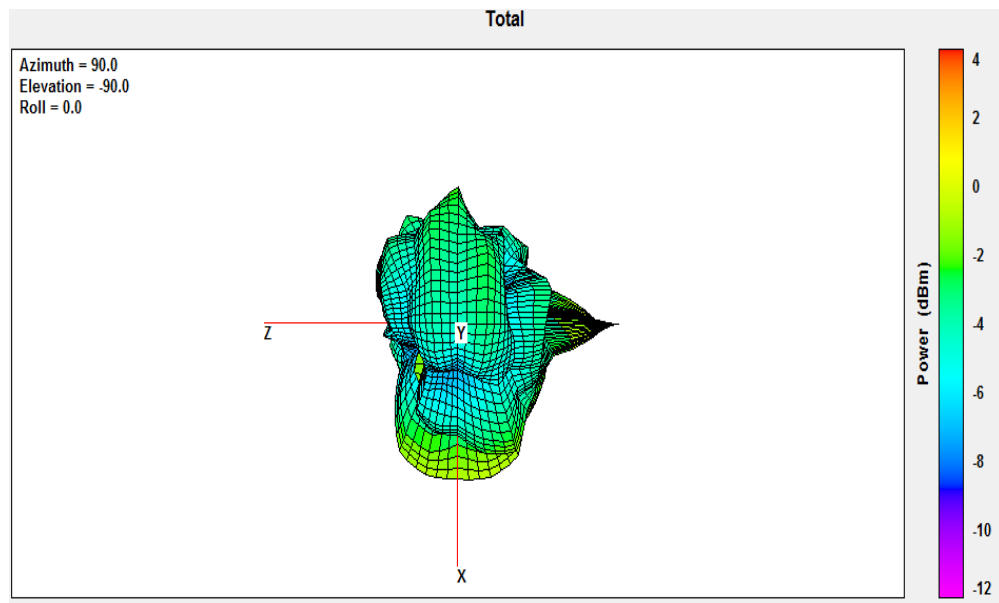 Total
Azimuth = 90.0
Elevation = -90.0
Roll = 0.0
Z
Y
X
4
2
0
-2
-4
-6
-8
-10
-12
Power (dBm)